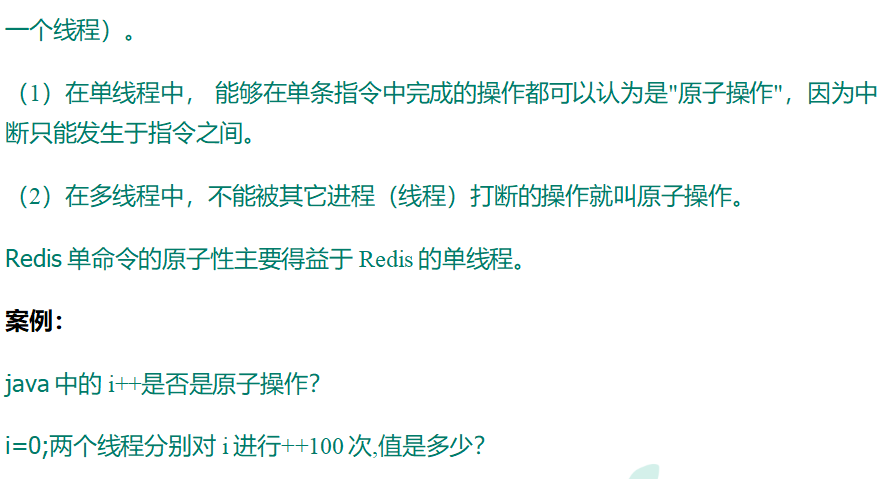 一个线程）。
（1）在单线程中， 能够在单条指令中完成的操作都可以认为是"原子操作"，因为中
断只能发生于指令之间。
（2）在多线程中，不能被其它进程（线程）打断的操作就叫原子操作。
Redis 单命令的原子性主要得益于 Redis 的单线程。
案例：
java 中的 i++是否是原子操作？
i=0;两个线程分别对 i 进行++100 次,值是多少？